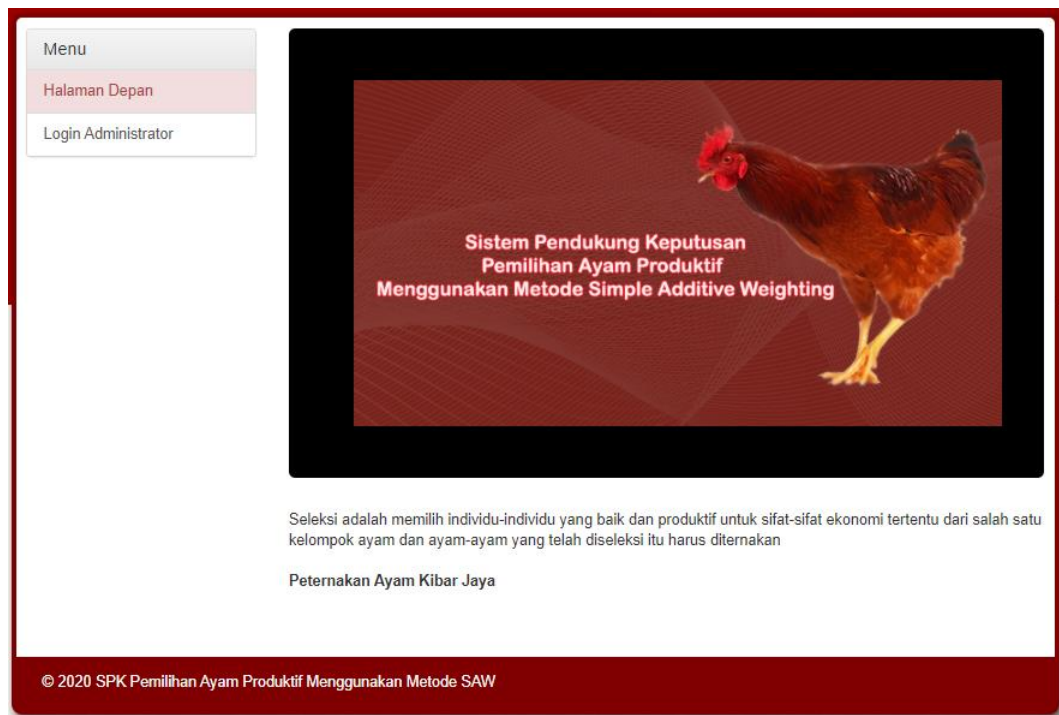 Menu
Halaman Depan
Login Administrator
Sistem Pendukung Keputusan
Pemilihan Ayam Produktif
Menggunakan Metode Simple Additive Weighting
Seleksi adalah memilih individu-individu yang baik dan produktif untuk sifat-sifat ekonomi tertentu dari salah satu
kelompok ayam dan ayam-ayam yang telah diseleksi itu harus diternakan
Peternakan Ayam Kibar Jaya
© 2020 SPK Pemilihan Ayam Produktif Menggunakan Metode SAW